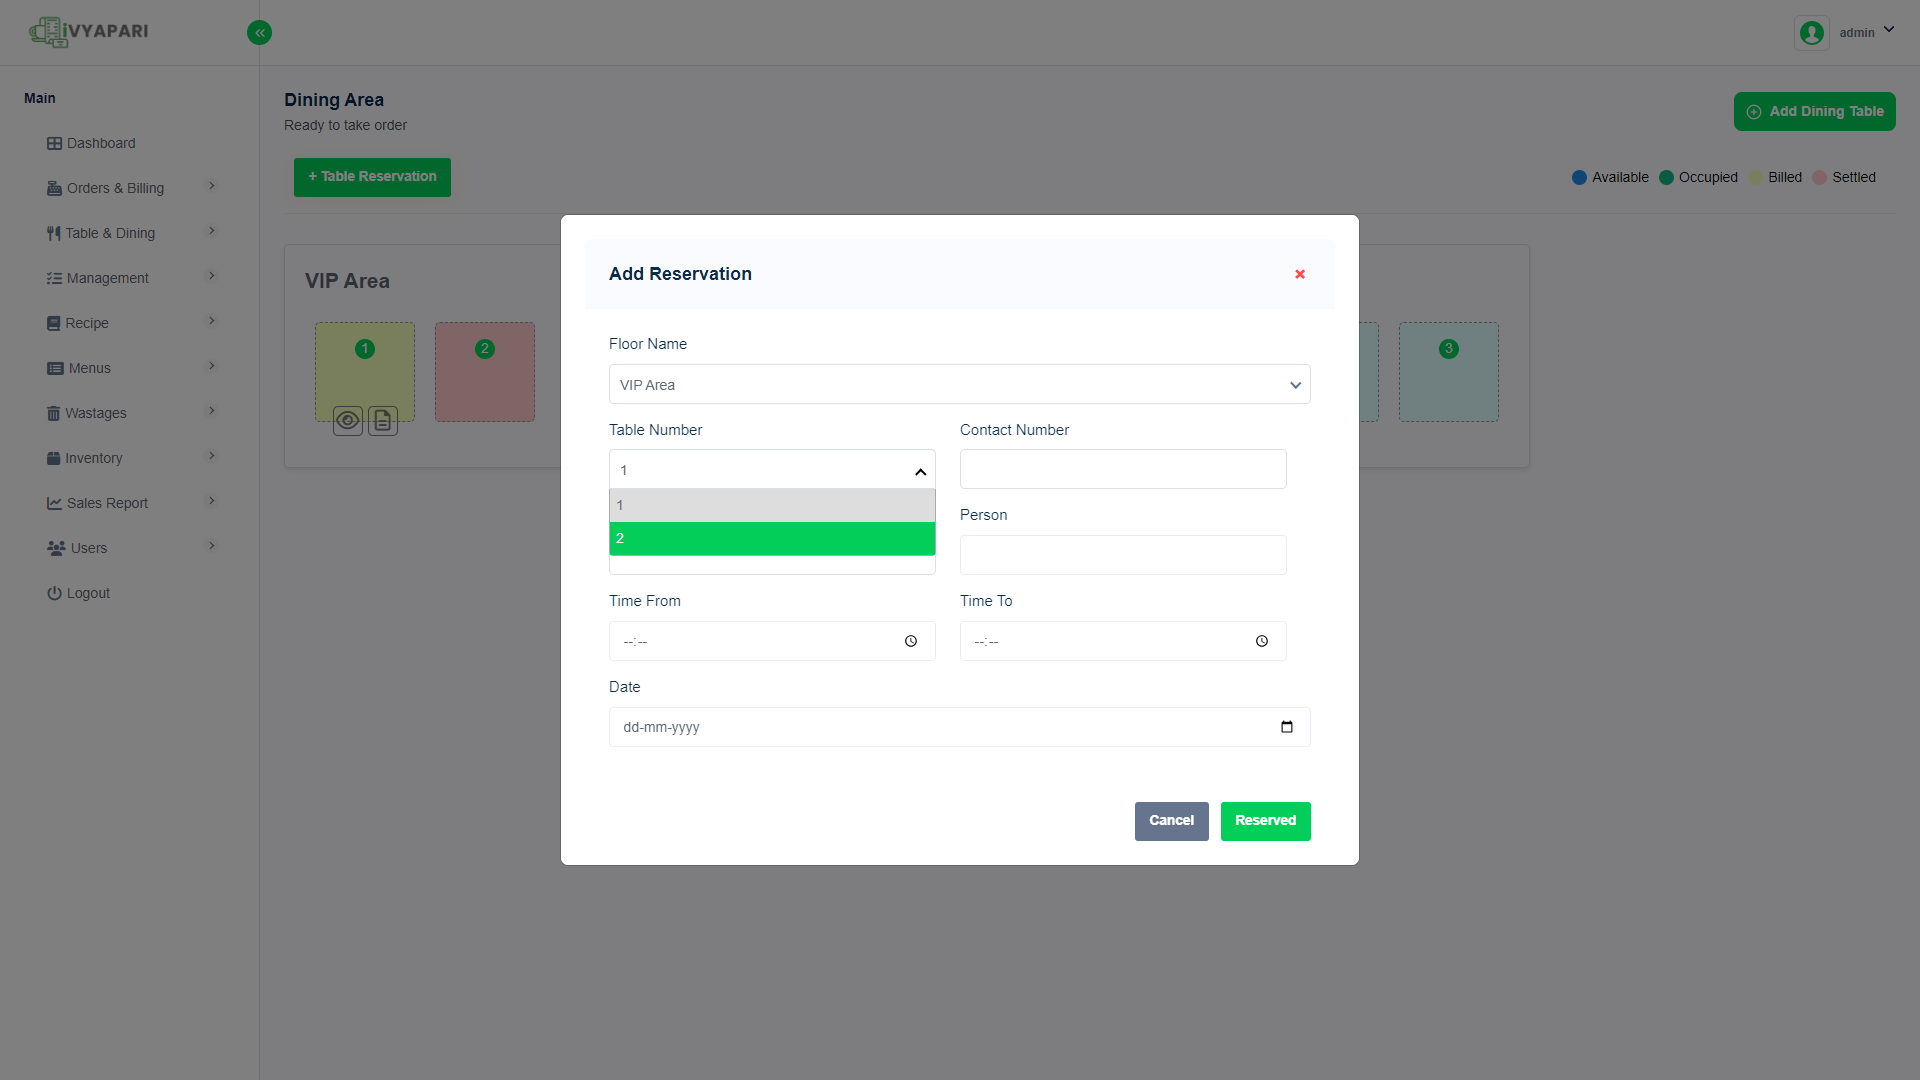 iVYAPARI
admin
Main
Dashboard
Orders & Billing
Table & Dining
Management
Recipe
Menus
Wastages
Inventory
Sales Report
Users
Logout
Dining Area
Ready to take order
Add Dining Table
+ Table Reservation
Available
Occupied
Billed
Settled
VIP Area
1
2
3
Add Reservation
Floor Name
VIP Area
Table Number
Contact Number
1
1
2
Person
Time From
Time To
--:--
--:--
Date
dd-mm-yyyy
Cancel
Reserved